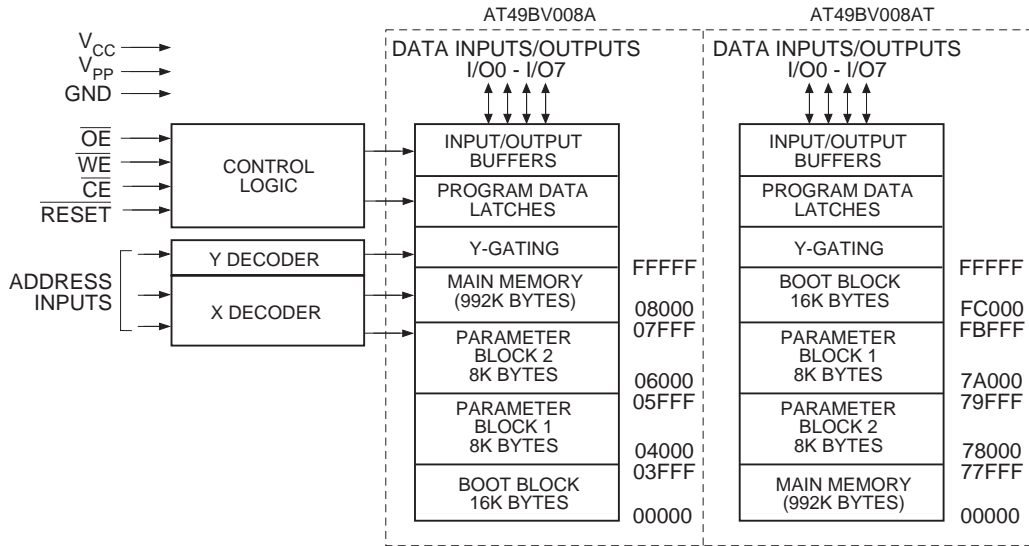 AT49BV008A
AT49BV008AT
VCC
VPP
GND
OE
WE
CE
RESET
ADDRESS
INPUTS
CONTROL
LOGIC
Y DECODER
X DECODER
DATA INPUTS/OUTPUTS
I/O0 - I/O7
INPUT/OUTPUT
BUFFERS
PROGRAM DATA
LATCHES
Y-GATING
MAIN MEMORY
(992K BYTES)
PARAMETER
BLOCK 2
8K BYTES
PARAMETER
BLOCK 1
8K BYTES
BOOT BLOCK
16K BYTES
FFFFF
08000
07FFF
06000
05FFF
04000
03FFF
00000
DATA INPUTS/OUTPUTS
I/O0 - I/O7
INPUT/OUTPUT
BUFFERS
PROGRAM DATA
LATCHES
Y-GATING
BOOT BLOCK
16K BYTES
PARAMETER
BLOCK 1
8K BYTES
PARAMETER
BLOCK 2
8K BYTES
MAIN MEMORY
(992K BYTES)
FFFFF
FC000
FBFFF
7A000
79FFF
78000
77FFF
00000